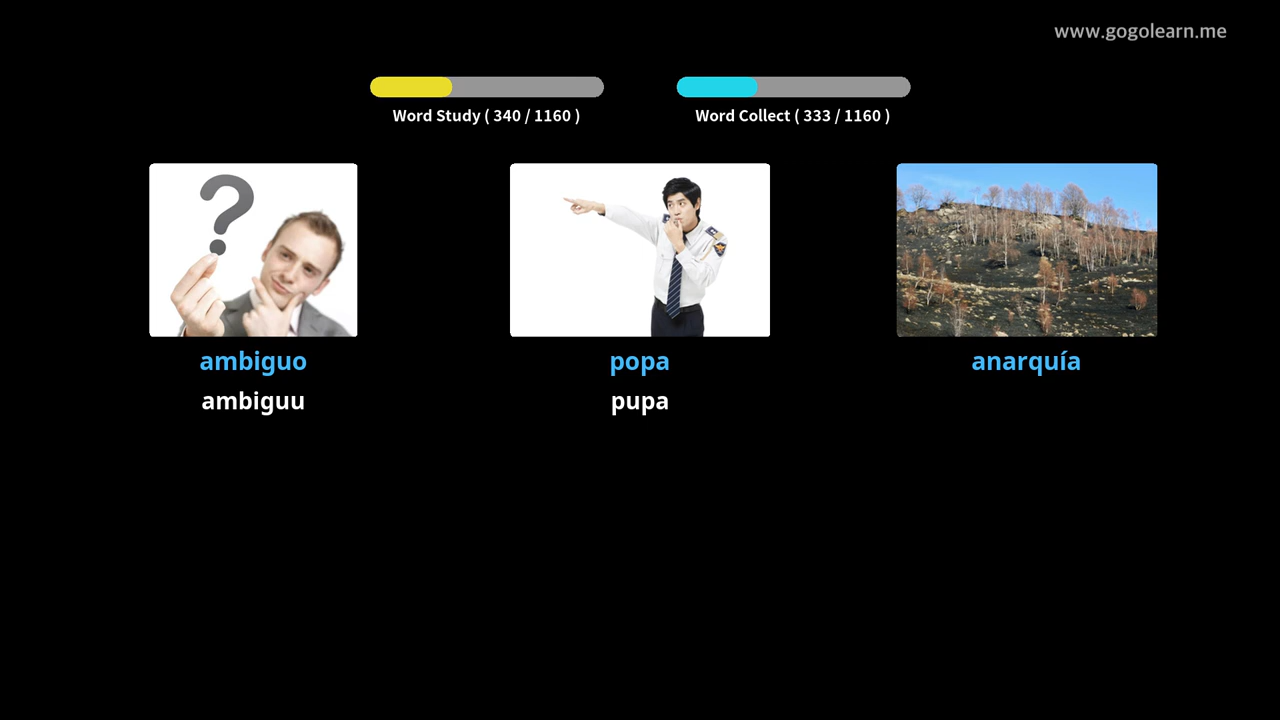 www.gogolearn.me
Word Study ( 340 / 1160 )
Word Collect ( 333 / 1160 )
?
ambiguo
popa
anarquía
ambiguu
pupa